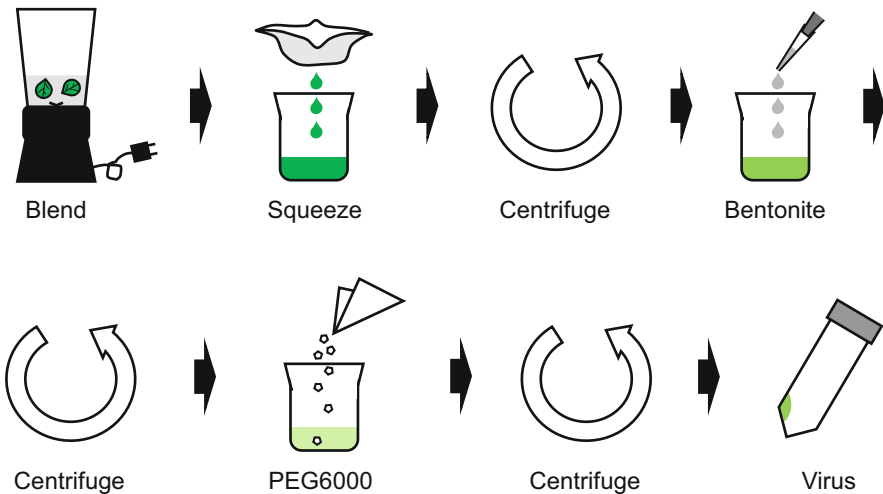 Blend
Squeeze
Centrifuge
Bentonite
Centrifuge
PEG6000
Centrifuge
Virus